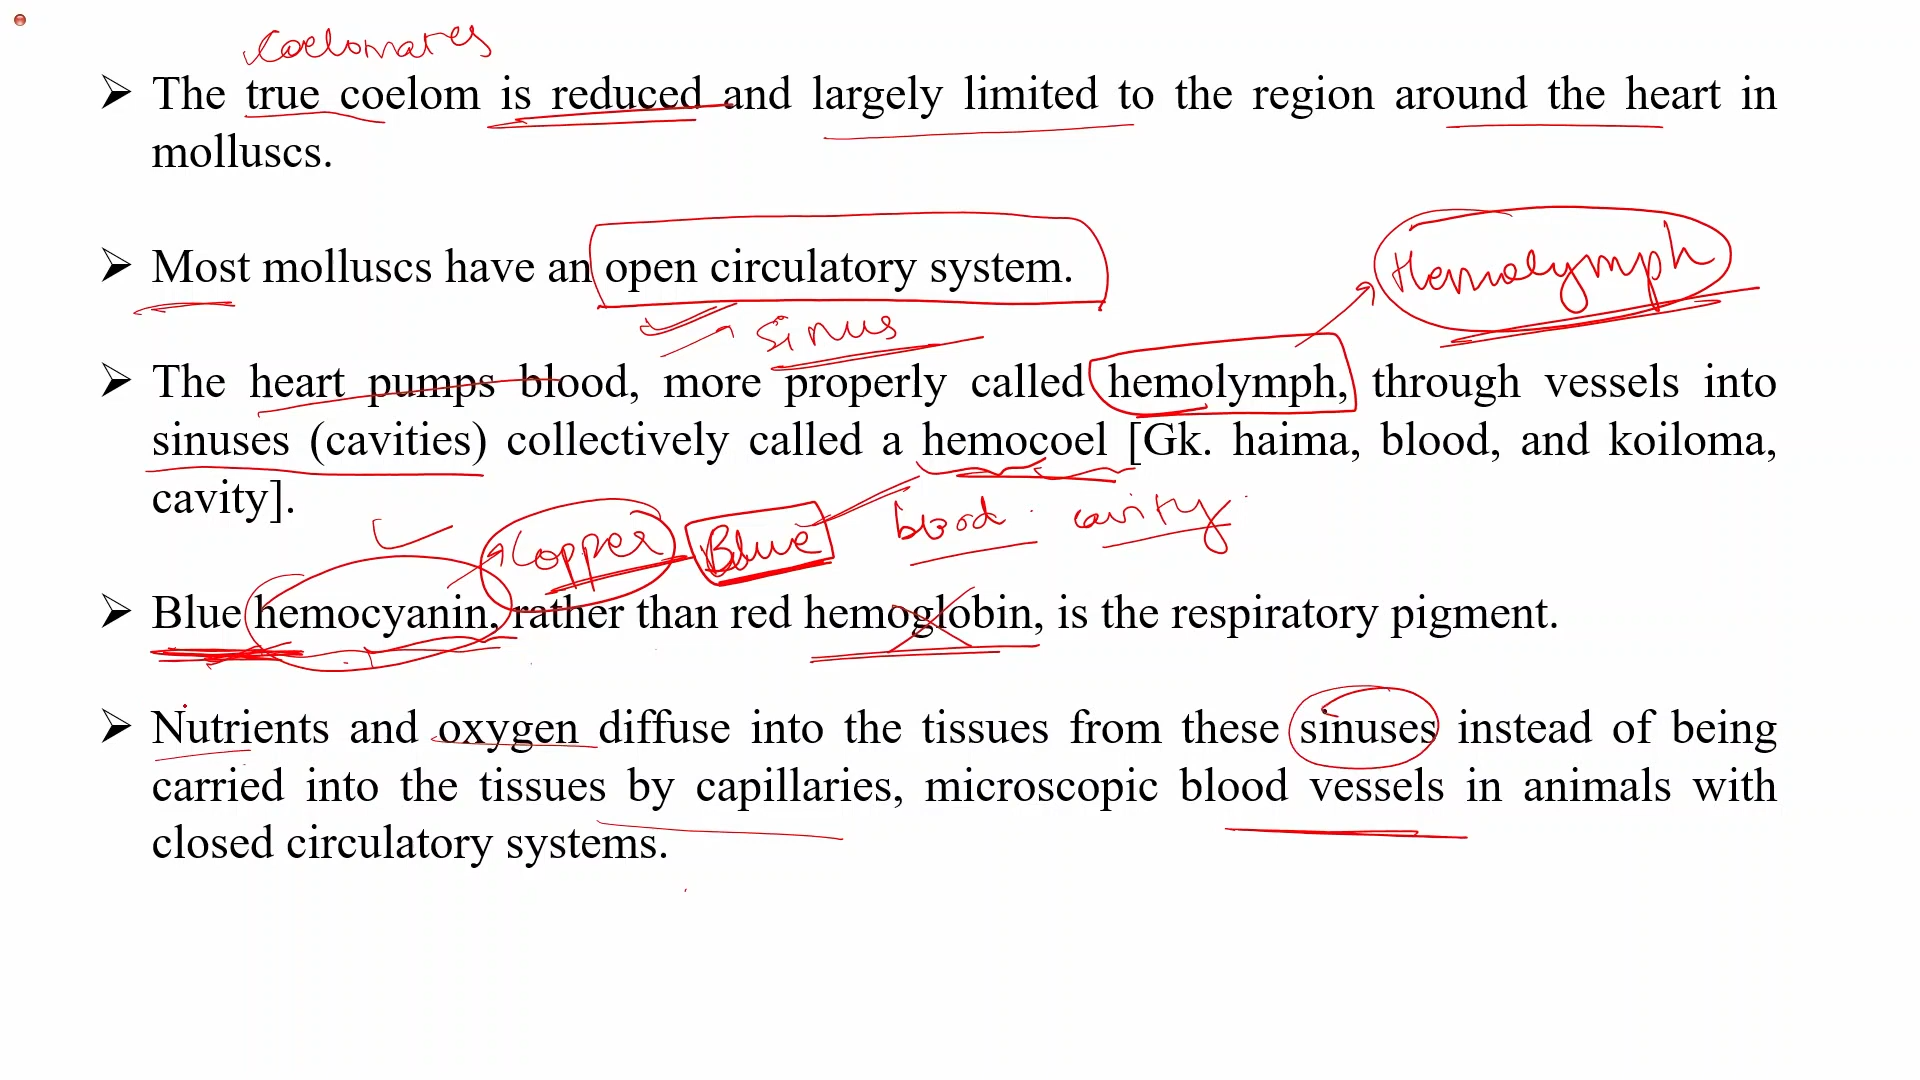 Coelomates
➤ The true coelom is reduced and largely limited to the region around the heart in
molluscs.
Hemolymph
➤ Most molluscs have an open circulatory system.
Sinus
➤ The heart pumps blood, more properly called hemolymph, through vessels into
sinuses (cavities) collectively called a hemocoel [Gk. haima, blood, and koiloma,
cavity].
blood cavity
Copper Blue
➤ Blue hemocyanin, rather than red hemoglobin, is the respiratory pigment.
➤ Nutrients and oxygen diffuse into the tissues from these sinuses instead of being
carried into the tissues by capillaries, microscopic blood vessels in animals with
closed circulatory systems.